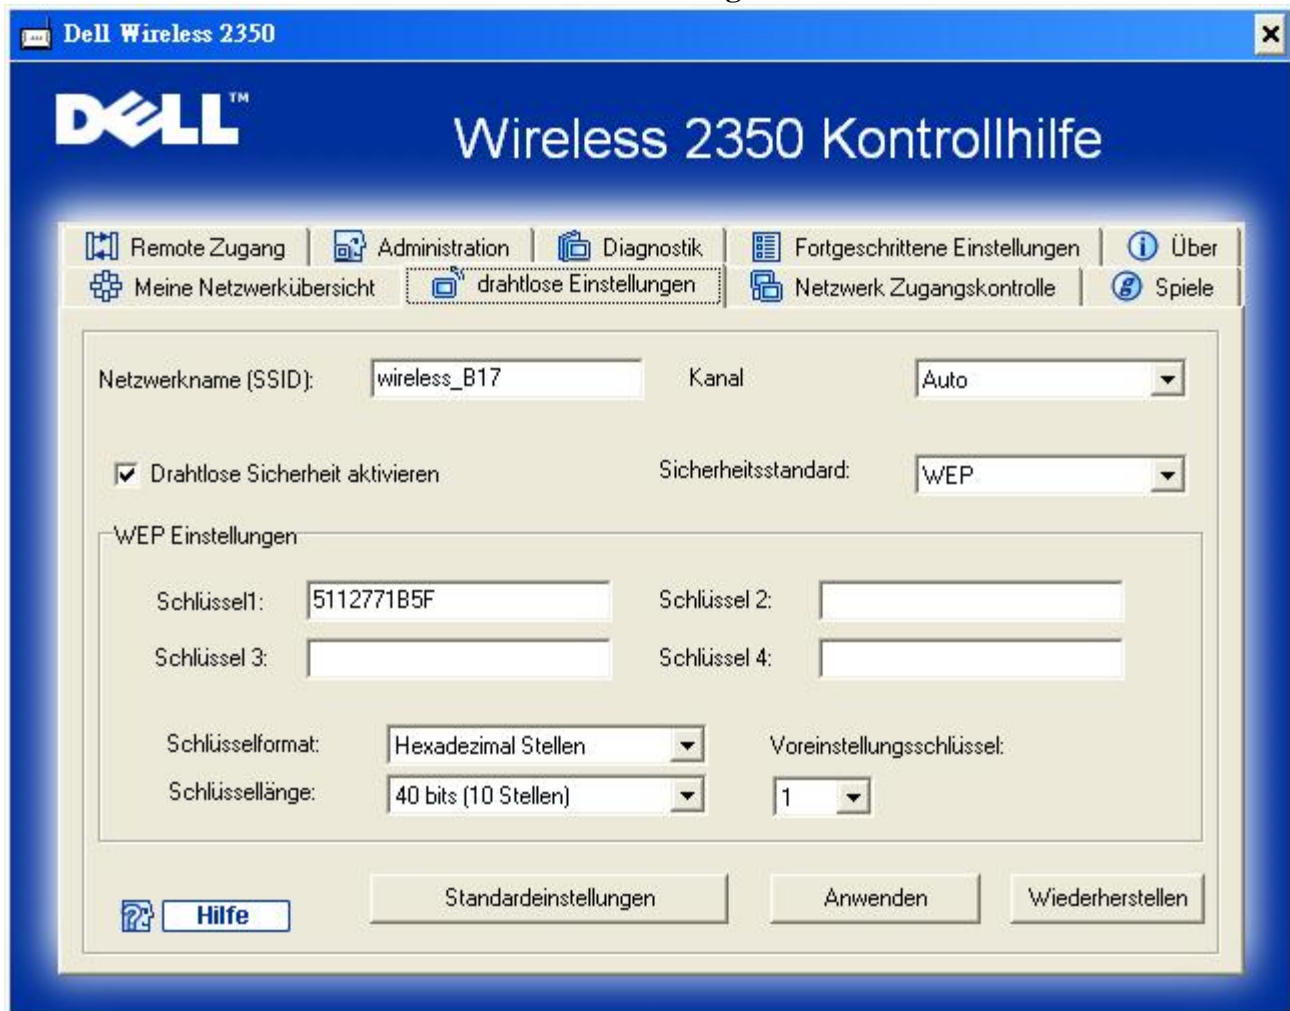 Dell Wireless 2350
DELL™
Wireless 2350 Kontrollhilfe
Remote Zugang
Administration
Diagnostik
Fortgeschrittene Einstellungen
Über
Meine Netzwerkübersicht
drahtlose Einstellungen
Netzwerk Zugangskontrolle
Spiele
Netzwerkname (SSID): wireless_B17 Kanal Auto
Drahtlose Sicherheit aktivieren Sicherheitsstandard: WEP
WEP Einstellungen
Schlüssel1: 5112771B5F Schlüssel 2:
Schlüssel 3: Schlüssel 4:
Schlüsselformat: Hexadezimal Stellen Voreinstellungsschlüssel:
Schlüssellänge: 40 bits (10 Stellen) 1
Hilfe Standardeinstellungen Anwenden Wiederherstellen